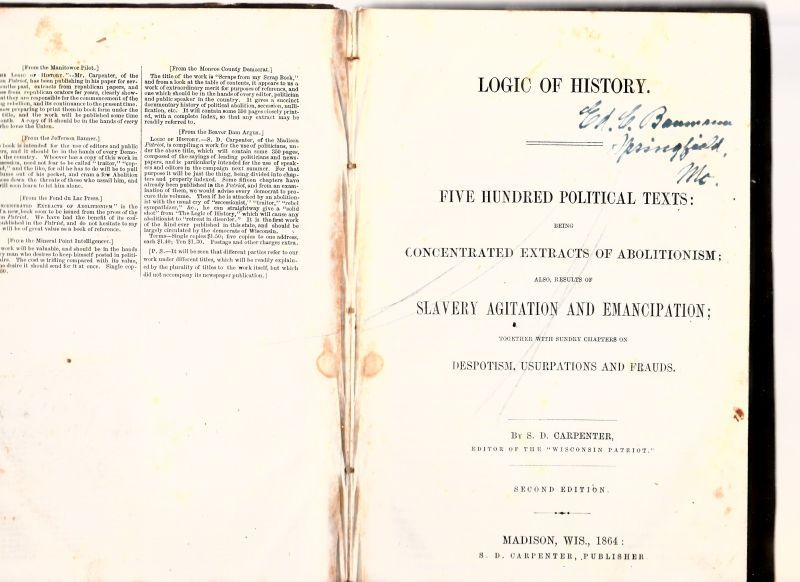 [From the Manitowoc Pilot.]
LOGIC OF HISTORY."--Mr. Carpenter, of the
Patriot, has been publishing in his paper for sev-
past, extracts from republican papers, and
from republican orators for years, clearly show-
that they are responsible for the commencement of the
rebellion, and its continuance to the present time.
now preparing to print them in book form under the
title, and the work will be published some time
A copy of it should be in the hands of every
who loves the Union.
[From the Jefferson Banner.]
book is intended for the use of editors and public
and it should be in the hands of every Demo-
the country. Whoever has a copy of this work in
need not fear to be called "traitor," "cop-
and the like, for all he has to do will be to pull
out of his pocket, and cram a few Abolition
down the throats of those who assail him, and
will soon learn to let him alone.
[From the Fond du Lac Press.]
CONCENTRATED EXTRACTS OF ABOLITIONISM" is the
a new book soon to be issued from the press of the
Patriot. We have had the benefit of the
published in the Patriot, and do not hesitate to say
will be of great value as a book of reference.
[From the Mineral Point Intelligencer.]
work will be valuable, and should be in the hands
man who desires to keep himself posted in politi-
The cost is trifling compared with its value,
desire it should send for it at once. Single cop-
[From the Monroe County Democrat.]
The title of the work is "Scraps from my Scrap Book,"
and from a look at the table of contents, it appears to us a
work of extraordinary merit for purposes of reference, and
one which should be in the hands of every editor, politician
and public speaker in the country. It gives a succinct
documentary history of political abolition, secession, nulli-
fication, etc. It will contain some 350 pages closely print-
ed, with a complete index, so that any extract may be
readily referred to.
[From the Beaver Dam Argus.]
LOGIC OF HISTORY.--S. D. Carpenter, of the Madison
Patriot, is compiling a work for the use of politicians, un-
der the above title, which will contain some 350 pages,
composed of the sayings of leading politicians and news-
papers, and is particularly intended for the use of speak-
ers and editors in the campaign next summer. For that
purpose it will be just the thing, being divided into chap-
ters and properly indexed. Some fifteen chapters have
already been published in the Patriot, and from an exam-
ination of them, we would advise every democrat to pro-
cure this volume. Then if he is attacked by an abolition-
ist with the usual cry of "secessionist," "traitor," "rebel
sympathizer," &c., he can straightway give a "solid
shot" from "The Logic of History," which will cause any
abolitionist to "retreat in disorder." It is the first work
of the kind ever published in this state, and should be
largely circulated by the democrats of Wisconsin.
Terms--Single copies $1.50; five copies to one address,
each $1.40; Ten $1.30. Postages and other charges extra.
[P. S.--It will be seen that different parties refer to our
work under different titles, which will be readily explain-
ed by the plurality of titles to the work itself, but which
did not accompany its newspaper publication.]
LOGIC OF HISTORY.
Ed. C. Baumann
Springfield,
Mo.
FIVE HUNDRED POLITICAL TEXTS:
BEING
CONCENTRATED EXTRACTS OF ABOLITIONISM;
ALSO, RESULTS OF
SLAVERY AGITATION AND EMANCIPATION;
TOGETHER WITH SUNDRY CHAPTERS ON
DESPOTISM, USURPATIONS AND FRAUDS.
BY S. D. CARPENTER,
EDITOR OF THE "WISCONSIN PATRIOT."
SECOND EDITION.
MADISON, WIS., 1864:
S. D. CARPENTER, PUBLISHER